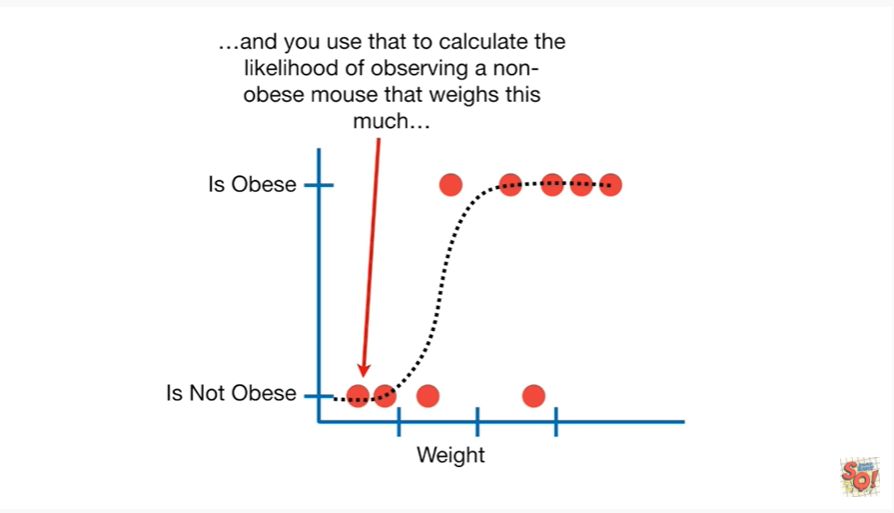 …and you use that to calculate the
likelihood of observing a non-
obese mouse that weighs this
much…
Is Obese
Is Not Obese
Weight
SQ!